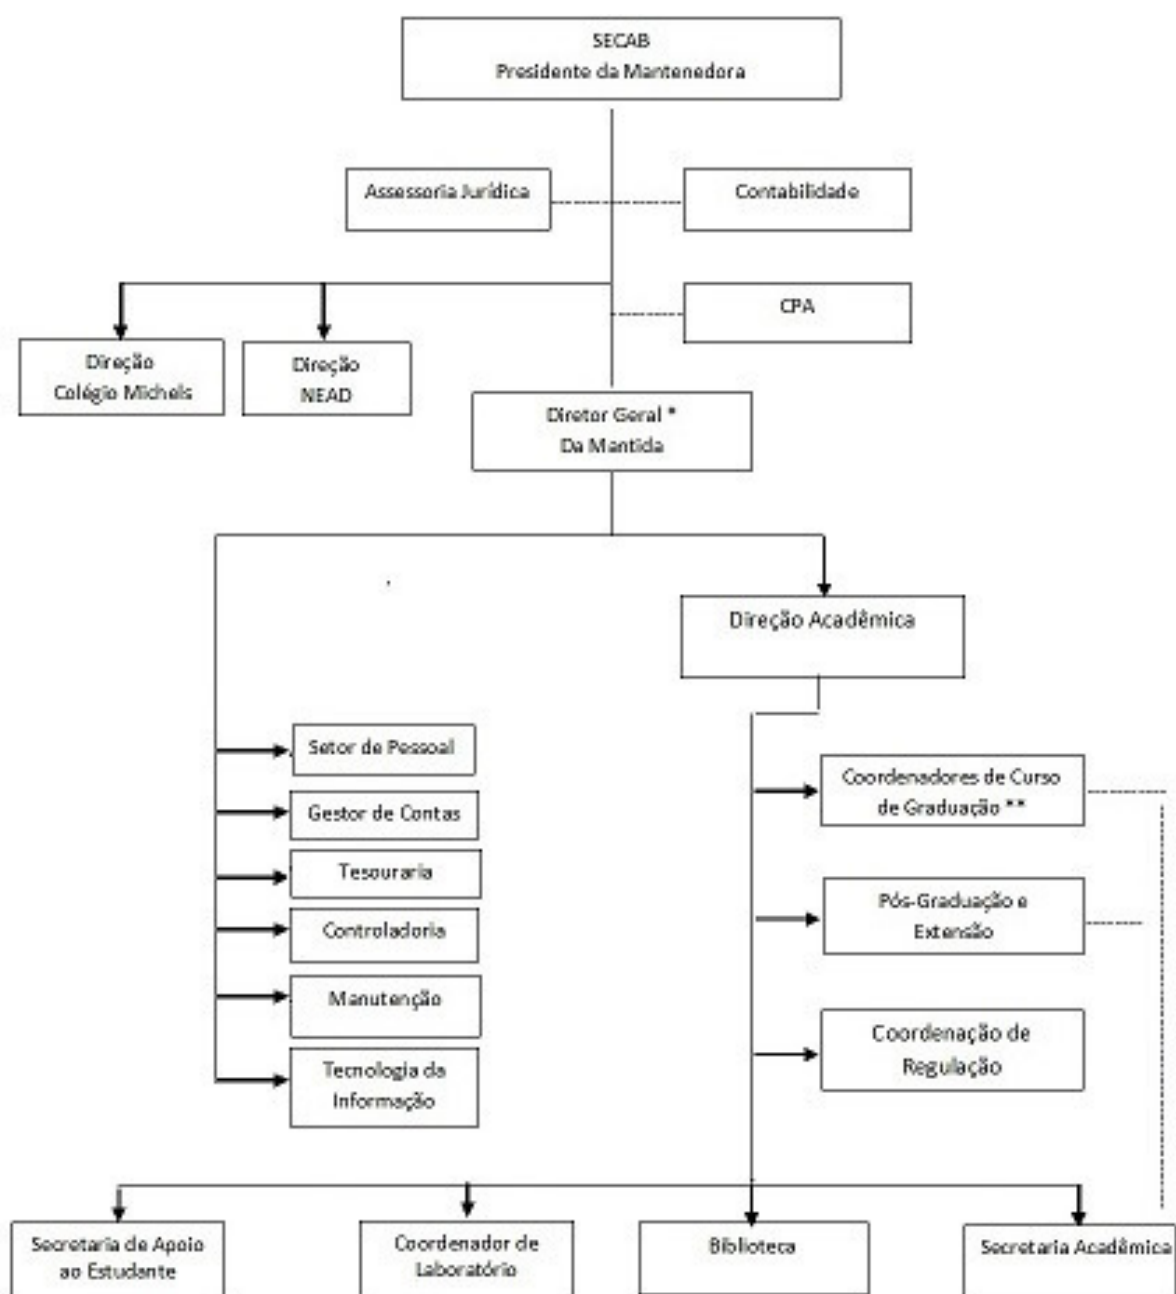 SECAB
Presidente da Mantenedora
Assessoria Jurídica
Contabilidade
CPA
Direção
Colégio Michels
Direção
NEAD
Diretor Geral *
Da Mantida
Direção Acadêmica
Setor de Pessoal
Gestor de Contas
Tesouraria
Controladoria
Manutenção
Tecnologia da
Informação
Coordenadores de Curso
de Graduação **
Pós-Graduação e
Extensão
Coordenação de
Regulação
Secretaria de Apoio
ao Estudante
Coordenador de
Laboratório
Biblioteca
Secretaria Acadêmica